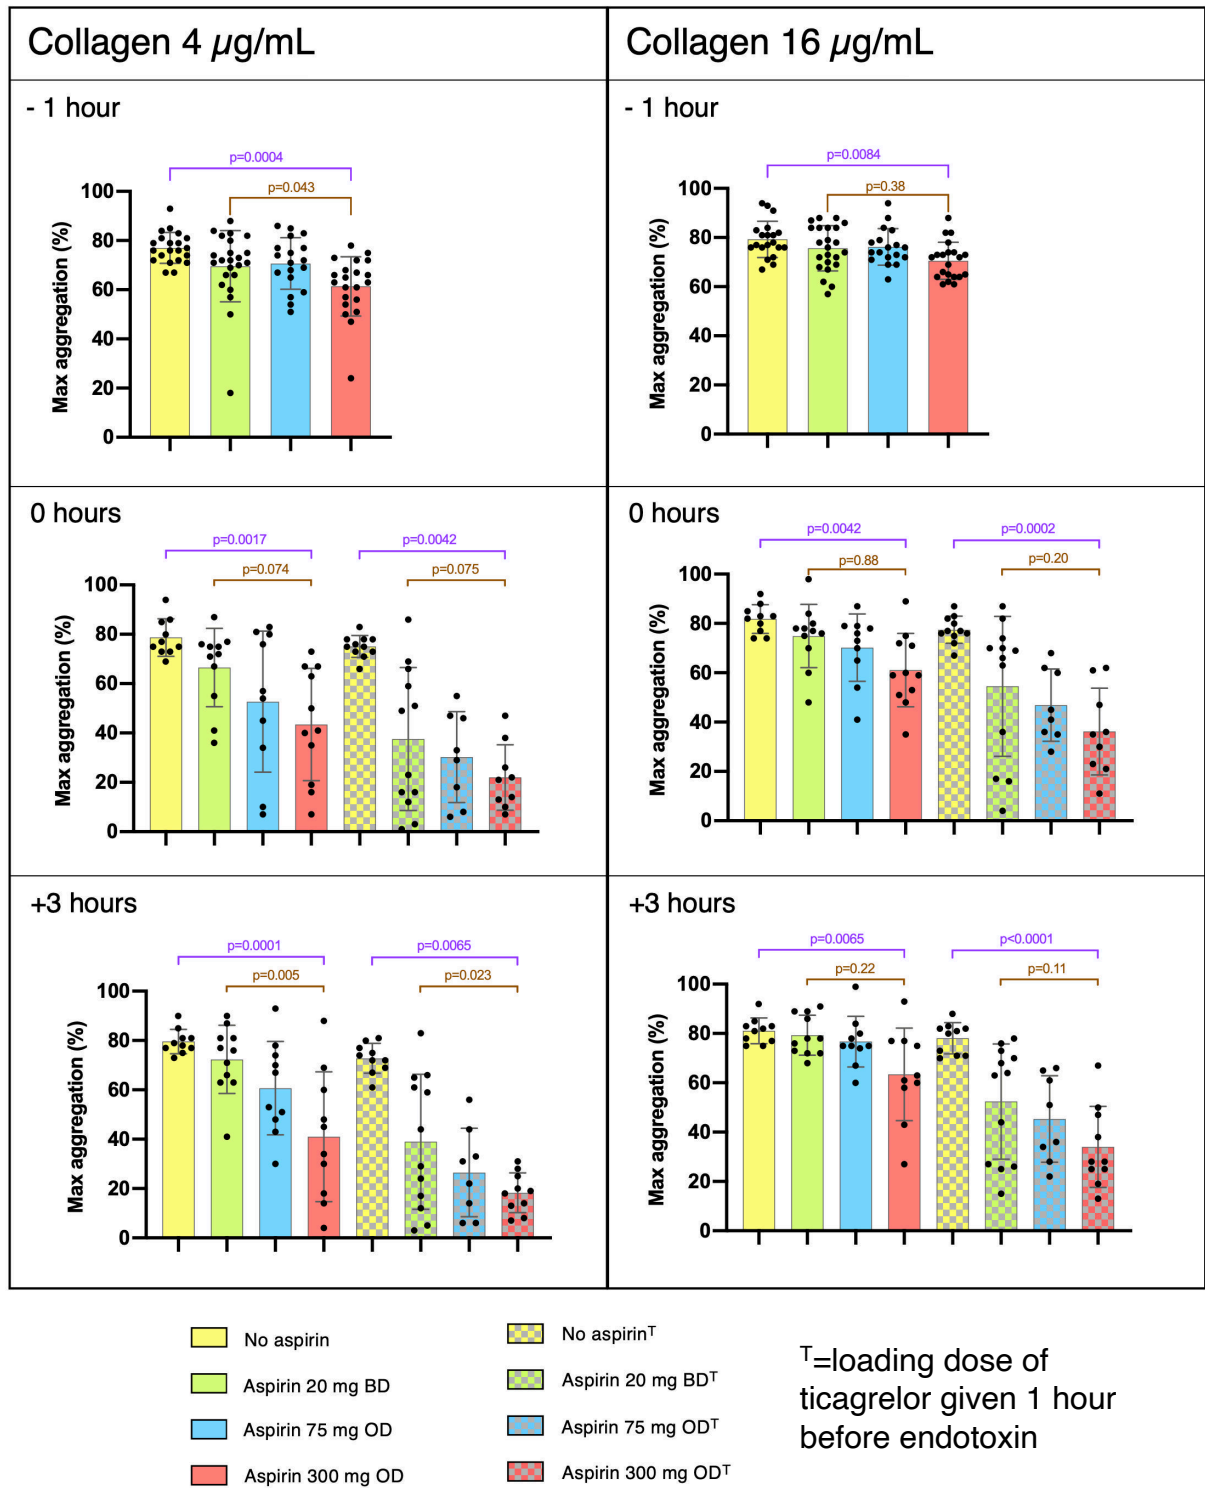 Collagen 4 µg/mL
Collagen 16 µg/mL
- 1 hour
p=0.0004
p=0.043
Max aggregation (%)
100
80
60
40
20
0
- 1 hour
p=0.0084
p=0.38
Max aggregation (%)
100
80
60
40
20
0
0 hours
p=0.0017
p=0.0042
p=0.074
p=0.075
Max aggregation (%)
100
80
60
40
20
0
0 hours
p=0.0042
p=0.0002
p=0.88
p=0.20
Max aggregation (%)
100
80
60
40
20
0
+3 hours
p=0.0001
p=0.0065
p=0.005
p=0.023
Max aggregation (%)
100
80
60
40
20
0
+3 hours
p=0.0065
p<0.0001
p=0.22
p=0.11
Max aggregation (%)
100
80
60
40
20
0
No aspirin
Aspirin 20 mg BD
Aspirin 75 mg OD
Aspirin 300 mg OD
No aspirinᵀ
Aspirin 20 mg BDᵀ
Aspirin 75 mg ODᵀ
Aspirin 300 mg ODᵀ
ᵀ=loading dose of
ticagrelor given 1 hour
before endotoxin